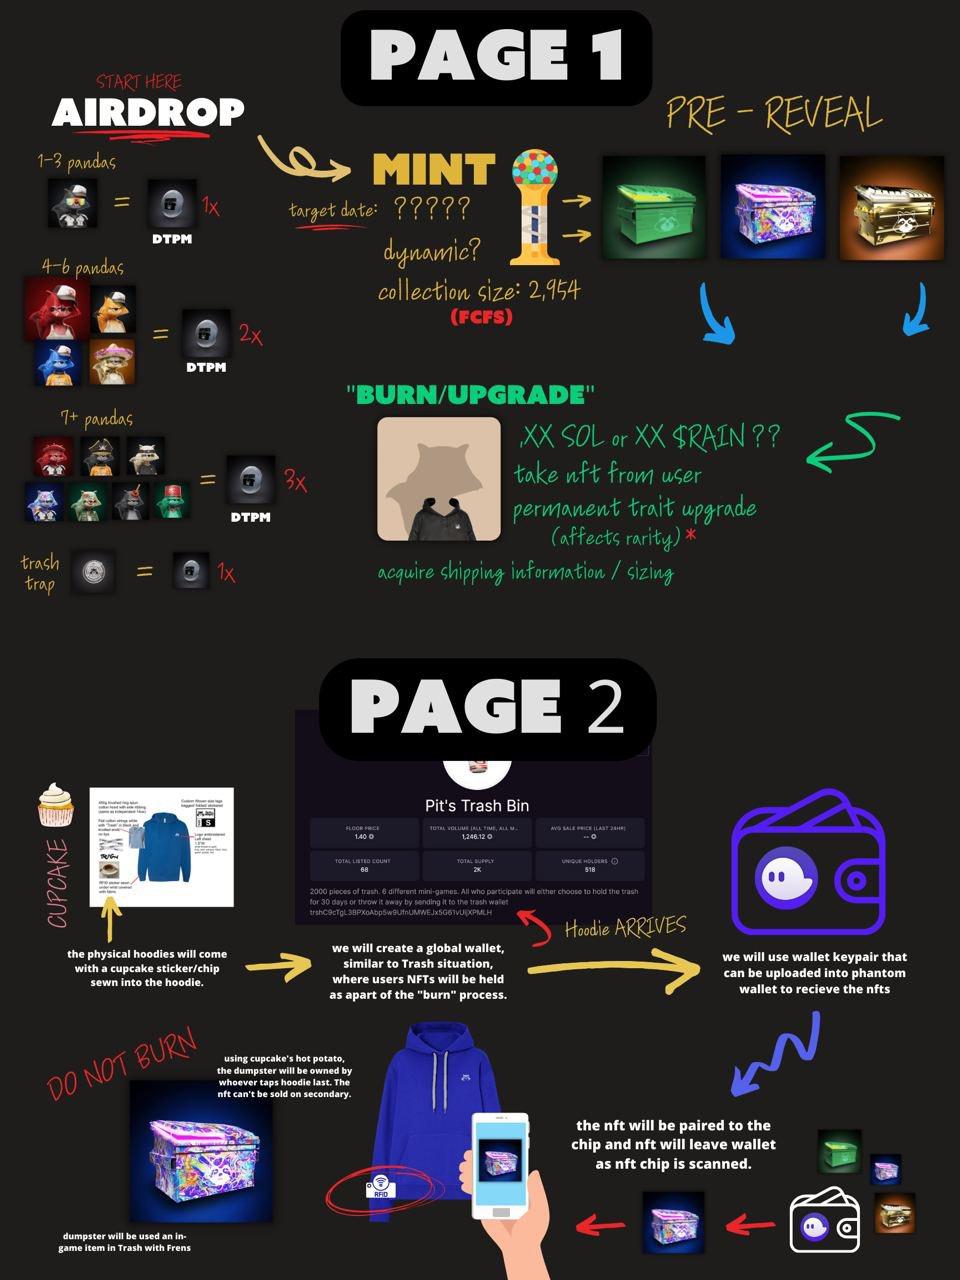 PAGE 1
START HERE
AIRDROP
1-3 pandas
=
1x
DTPM
4-6 pandas
=
2x
DTPM
7+ pandas
=
3x
DTPM
trash
trap
=
1x
MINT
target date: ?????
dynamic?
collection size: 2,954
(FCFS)
PRE - REVEAL
"BURN/UPGRADE"
,XX SOL or XX $RAIN ??
take nft from user
permanent trait upgrade
(affects rarity)*
acquire shipping information / sizing
PAGE 2
CUPCAKE
the physical hoodies will come
with a cupcake sticker/chip
sewn into the hoodie.
Pit's Trash Bin
FLOOR PRICE
1.40
TOTAL VOLUME (ALL TIME, ALL M...
1,246.12
AVG SALE PRICE (LAST 24HR)
--
TOTAL LISTED COUNT
68
TOTAL SUPPLY
2K
UNIQUE HOLDERS
518
2000 pieces of trash. 6 different mini-games. All who participate will either choose to hold the trash
for 30 days or throw it away by sending it to the trash wallet
Hoodie ARRIVES
we will create a global wallet,
similar to Trash situation,
where users NFTs will be held
as apart of the "burn" process.
we will use wallet keypair that
can be uploaded into phantom
wallet to recieve the nfts
DO NOT BURN
using cupcake's hot potato,
the dumpster will be owned by
whoever taps hoodie last. The
nft can't be sold on secondary.
RFID
the nft will be paired to the
chip and nft will leave wallet
as nft chip is scanned.
dumpster will be used an in-
game item in Trash with Frens